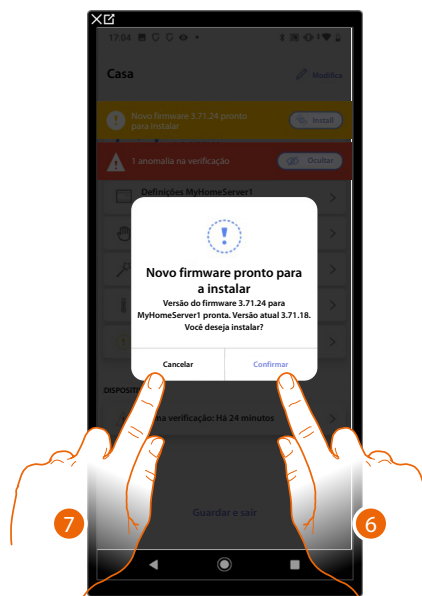 17:04
Casa
Modifica
Novo firmware 3.71.24 pronto
para instalar
Install
1 anomalia na verificação
Ocultar
Definições MyHomeServer1
Novo firmware pronto para
a instalar
Versão do firmware 3.71.24 para
MyHomeServer1 pronta. Versão atual 3.71.18.
Você deseja instalar?
Cancelar
Confirmar
DISPOSIT
ma verificação: Há 24 minutos
7
6
Guardar e sair